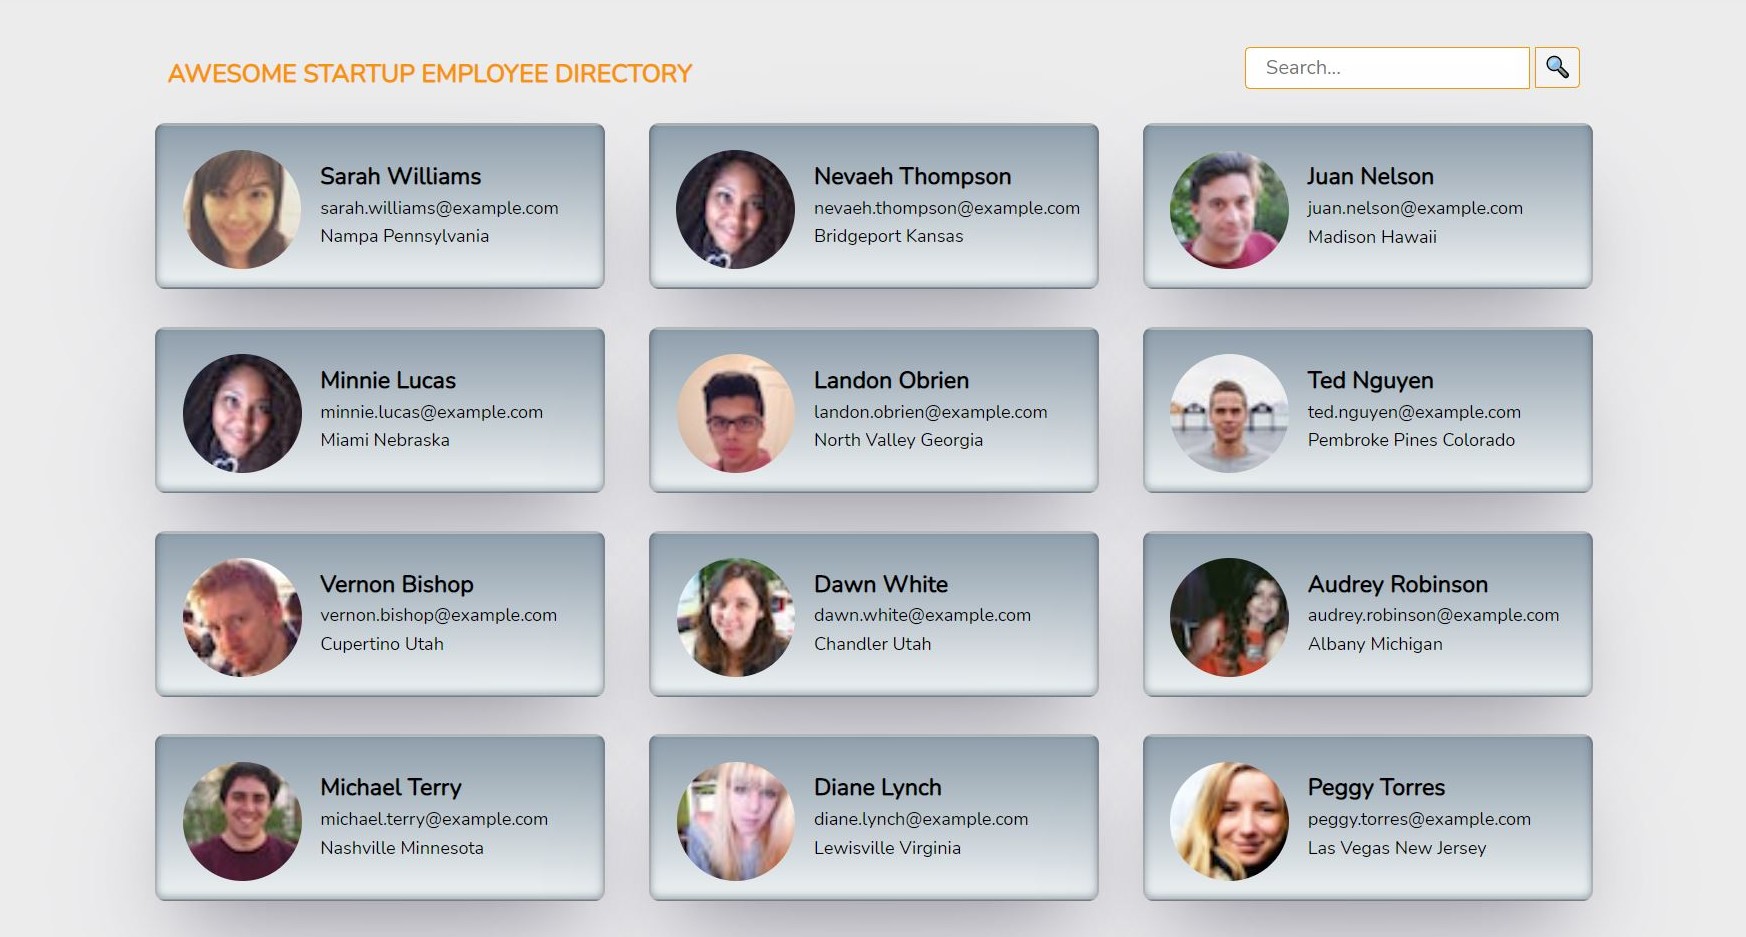 AWESOME STARTUP EMPLOYEE DIRECTORY
Search...
Sarah Williams
sarah.williams@example.com
Nampa Pennsylvania
Nevaeh Thompson
nevaeh.thompson@example.com
Bridgeport Kansas
Juan Nelson
juan.nelson@example.com
Madison Hawaii
Minnie Lucas
minnie.lucas@example.com
Miami Nebraska
Landon Obrien
landon.obrien@example.com
North Valley Georgia
Ted Nguyen
ted.nguyen@example.com
Pembroke Pines Colorado
Vernon Bishop
vernon.bishop@example.com
Cupertino Utah
Dawn White
dawn.white@example.com
Chandler Utah
Audrey Robinson
audrey.robinson@example.com
Albany Michigan
Michael Terry
michael.terry@example.com
Nashville Minnesota
Diane Lynch
diane.lynch@example.com
Lewisville Virginia
Peggy Torres
peggy.torres@example.com
Las Vegas New Jersey